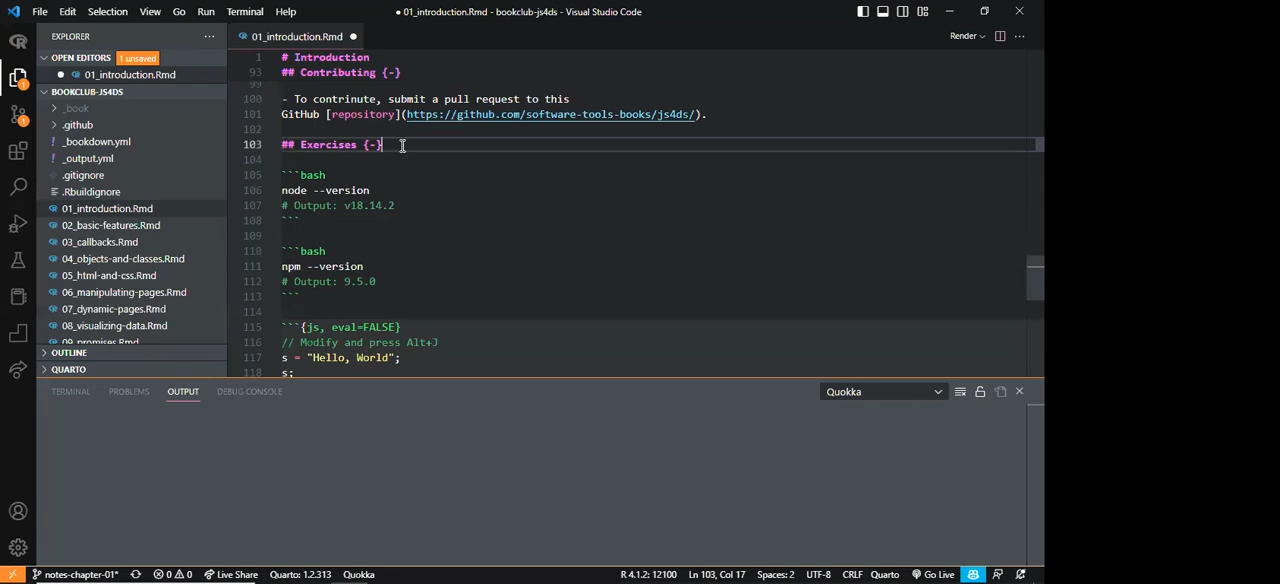 File Edit Selection View Go Run Terminal Help
● 01_introduction.Rmd - bookclub-js4ds - Visual Studio Code
EXPLORER
OPEN EDITORS 1 unsaved
01_introduction.Rmd
BOOKCLUB-JS4DS
_book
.github
_bookdown.yml
_output.yml
.gitignore
.Rbuildignore
01_introduction.Rmd
02_basic-features.Rmd
03_callbacks.Rmd
04_objects-and-classes.Rmd
05_html-and-css.Rmd
06_manipulating-pages.Rmd
07_dynamic-pages.Rmd
08_visualizing-data.Rmd
09_promises.Rmd
OUTLINE
QUARTO
01_introduction.Rmd
Render
1 # Introduction
93 ## Contributing {-}
99
100 - To contrinute, submit a pull request to this
101 GitHub [repository](https://github.com/software-tools-books/js4ds/).
102
103 ## Exercises {-}
104
105 ```bash
106 node --version
107 # Output: v18.14.2
108 ```
109
110 ```bash
111 npm --version
112 # Output: 9.5.0
113 ```
114
115 ```{js, eval=FALSE}
116 // Modify and press Alt+J
117 s = "Hello, World";
118 s;
TERMINAL PROBLEMS OUTPUT DEBUG CONSOLE
Quokka
notes-chapter-01* 0 0 Live Share Quarto: 1.2.313 Quokka
R 4.1.2: 12100 Ln 103, Col 17 Spaces: 2 UTF-8 CRLF Quarto Go Live